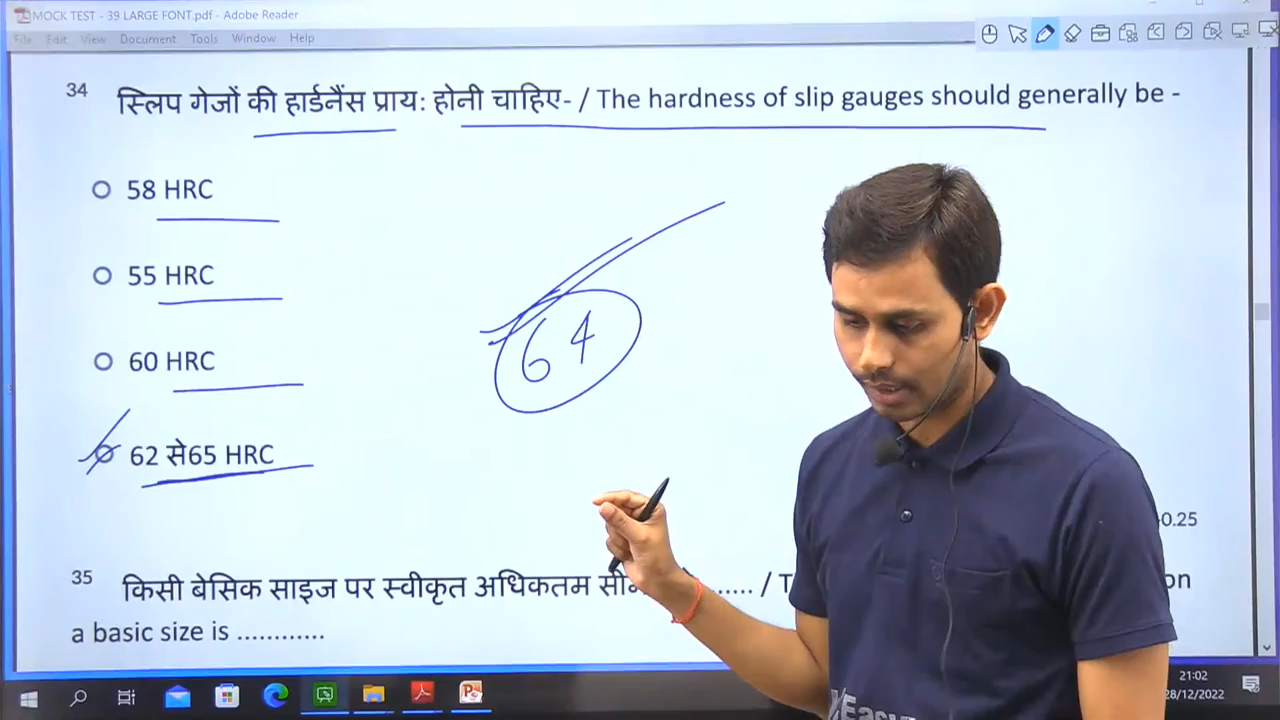 MOCK TEST - 39 LARGE FONT.pdf - Adobe Reader
File Edit View Document Tools Window Help
34 स्लिप गेजों की हार्डनैंस प्राय: होनी चाहिए- / The hardness of slip gauges should generally be -
58 HRC
55 HRC
60 HRC
64
62 से65 HRC
0.25
35 किसी बेसिक साइज पर स्वीकृत अधिकतम ...... / T
on
a basic size is ............
21:02
28/12/2022